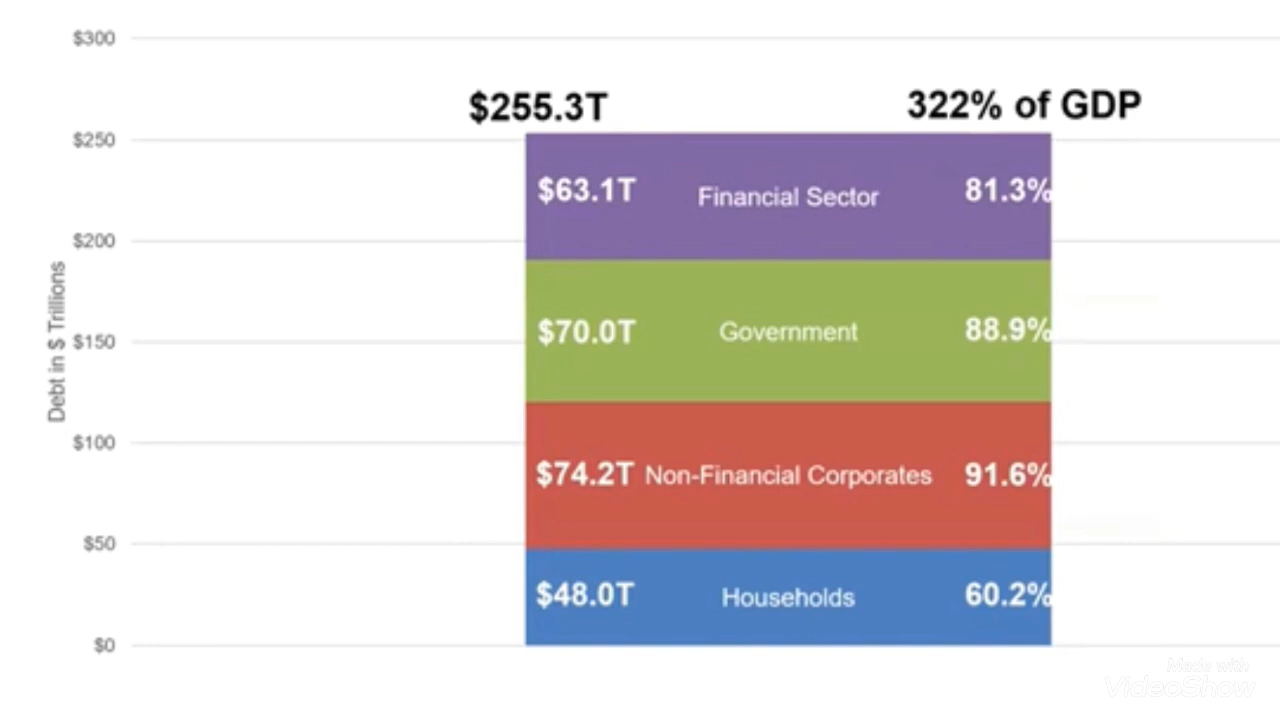 $300
$255.3T 322% of GDP
$250
$63.1T Financial Sector 81.3%
$200
Debt in $ Trillions
$150
$70.0T Government 88.9%
$100
$74.2T Non-Financial Corporates 91.6%
$50
$48.0T Households 60.2%
$0
Made with
VideoShow